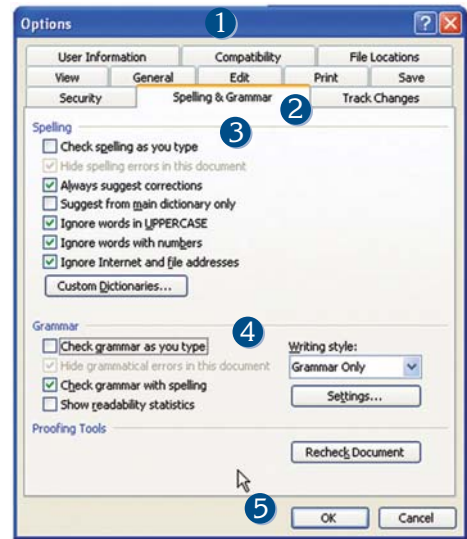 Options 1
User Information Compatibility File Locations
View General Edit Print Save
Security Spelling & Grammar 2 Track Changes
Spelling 3
Check spelling as you type
Hide spelling errors in this document
Always suggest corrections
Suggest from main dictionary only
Ignore words in UPPERCASE
Ignore words with numbers
Ignore Internet and file addresses
Custom Dictionaries...
Grammar 4
Check grammar as you type Writing style:
Hide grammatical errors in this document Grammar Only
Check grammar with spelling Settings...
Show readability statistics
Proofing Tools
Recheck Document
5
OK Cancel